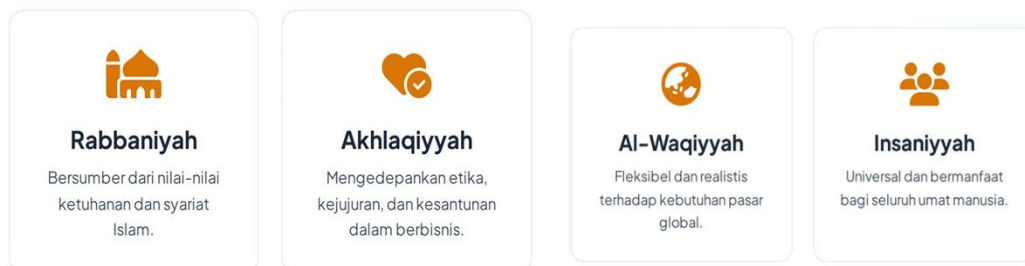 Rabbaniyah
Bersumber dari nilai-nilai
ketuhanan dan syariat
Islam.
Akhlaqiyyah
Mengedepankan etika,
kejujuran, dan kesantunan
dalam berbisnis.
Al-Waqiyyah
Fleksibel dan realistis
terhadap kebutuhan pasar
global.
Insaniyyah
Universal dan bermanfaat
bagi seluruh umat manusia.